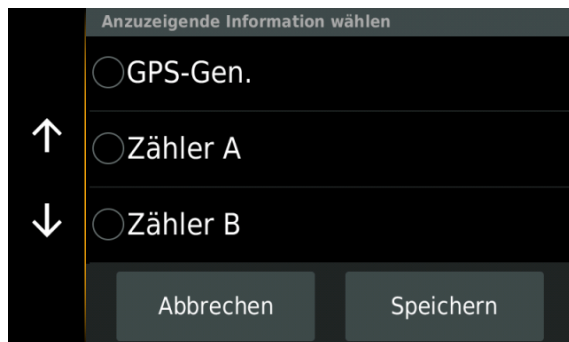 Anzuzeigende Information wählen
GPS-Gen.
Zähler A
Zähler B
Abbrechen Speichern